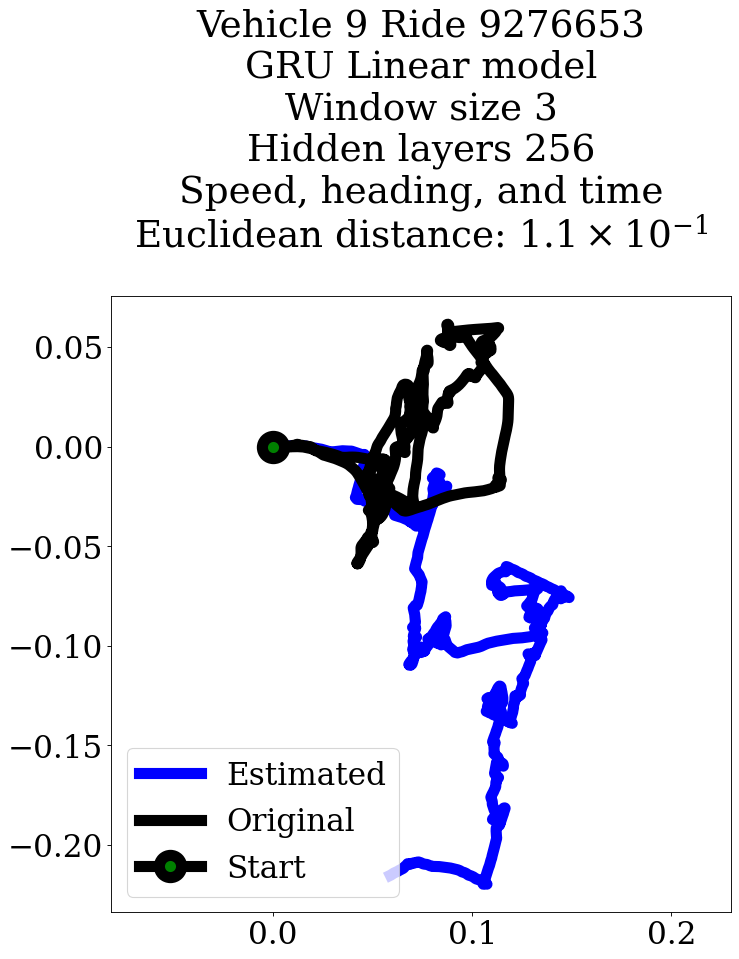 Vehicle 9 Ride 9276653
GRU Linear model
Window size 3
Hidden layers 256
Speed, heading, and time
Euclidean distance: 1.1 × 10⁻¹
0.05
0.00
−0.05
−0.10
−0.15
−0.20
Estimated
Original
Start
0.0 0.1 0.2